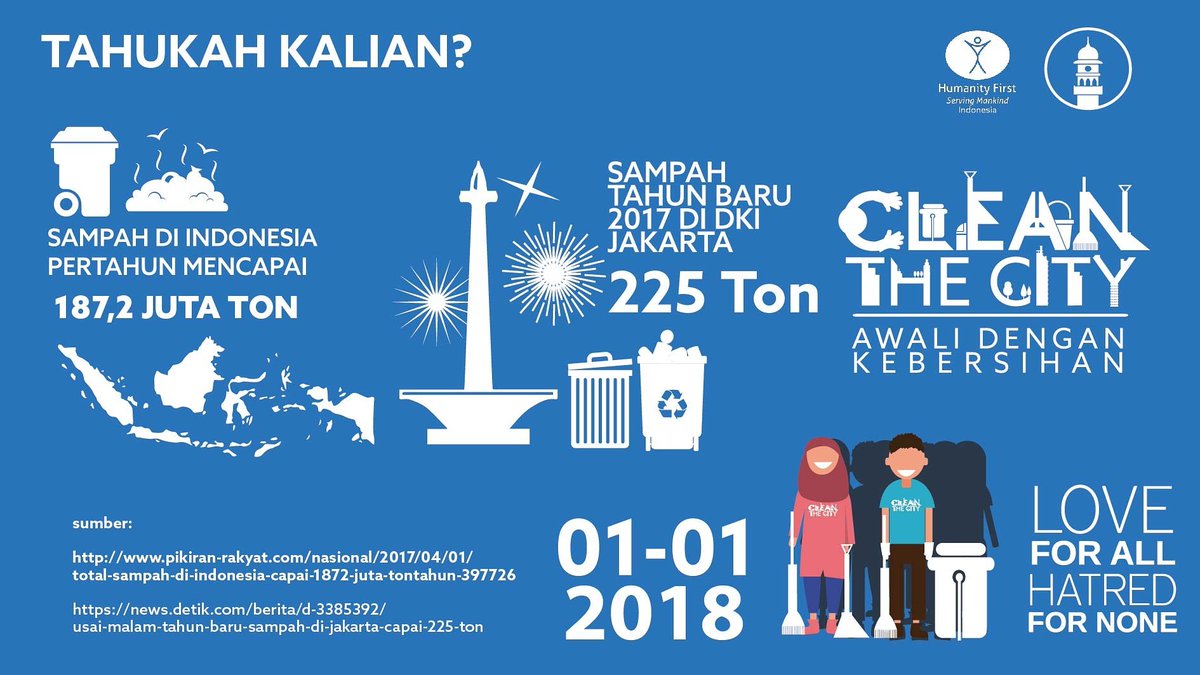 TAHUKAH KALIAN?
Humanity First
Serving Mankind
Indonesia
SAMPAH DI INDONESIA
PERTAHUN MENCAPAI
187,2 JUTA TON
SAMPAH
TAHUN BARU
2017 DI DKI
JAKARTA
225 Ton
CLEAN
THE CITY
AWALI DENGAN
KEBERSIHAN
sumber:
http://www.pikiran-rakyat.com/nasional/2017/04/01/
total-sampah-di-indonesia-capai-1872-juta-tontahun-397726
https://news.detik.com/berita/d-3385392/
usai-malam-tahun-baru-sampah-di-jakarta-capai-225-ton
01-01
2018
CLEAN
THE CITY
CLEAN
THE CITY
LOVE
FOR ALL
HATRED
FOR NONE